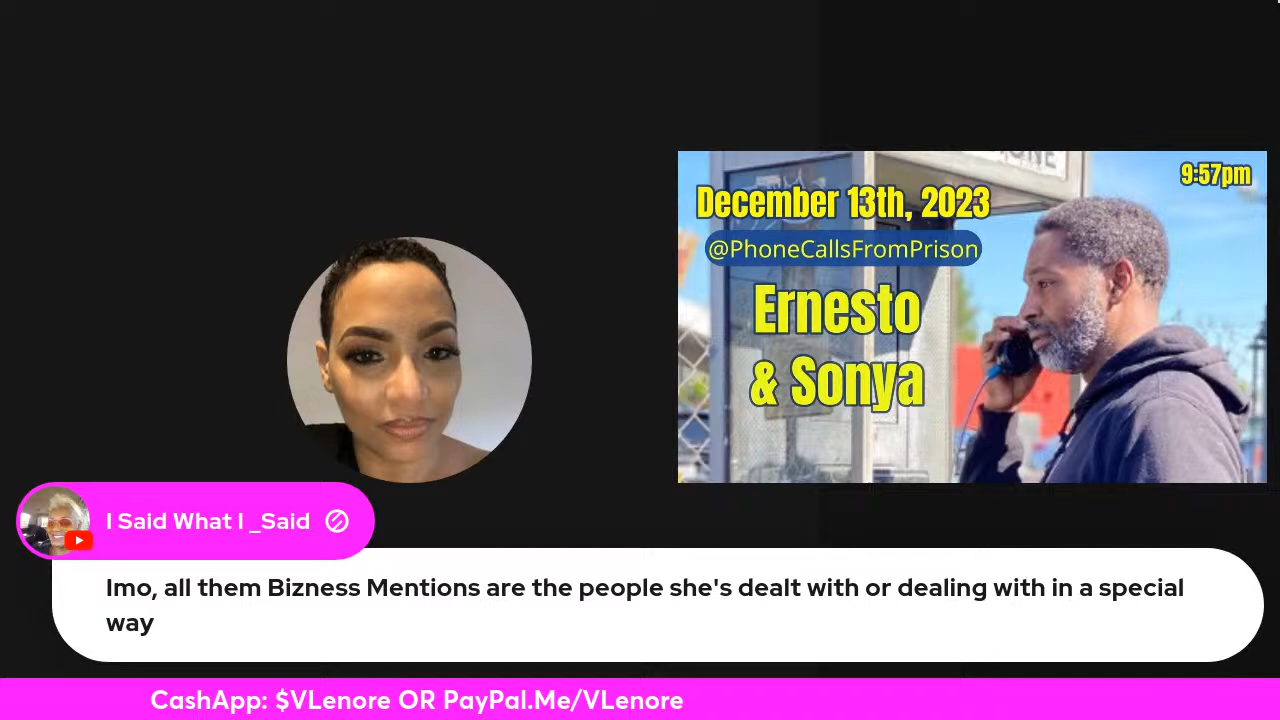 9:57pm
December 13th, 2023
@PhoneCallsFromPrison
Ernesto
& Sonya
I Said What I _Said
Imo, all them Bizness Mentions are the people she's dealt with or dealing with in a special
way
CashApp: $VLenore OR PayPal.Me/VLenore